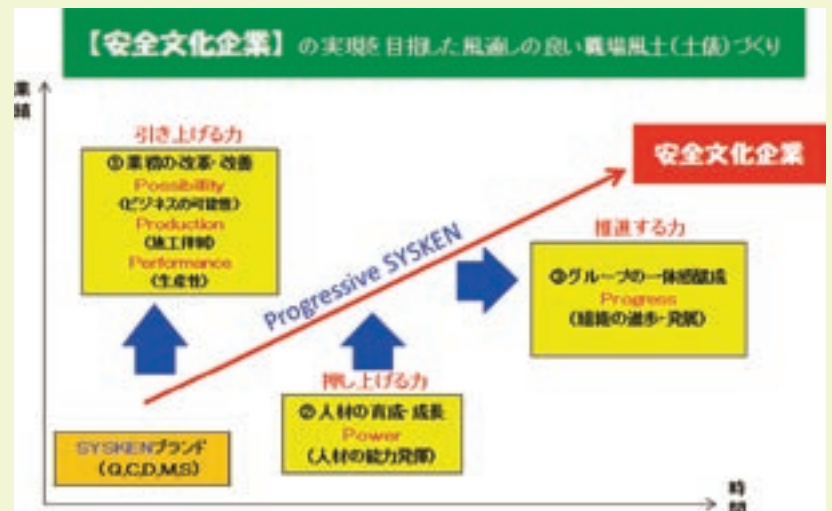 【安全文化企業】の実現を目指した風通しの良い職場風土(土俵)づくり
業績
引き上げる力
①業務の改革・改善
Possibility
(ビジネスの可能性)
Production
(施工体制)
Performance
(生産性)
安全文化企業
推進する力
③グループの一体感醸成
Progress
(組織の進歩・発展)
Progressive SYSKEN
押し上げる力
②人材の育成・成長
Power
(人材の能力発揮)
SYSKENブランド
(Q,C,D,M,S)
時間